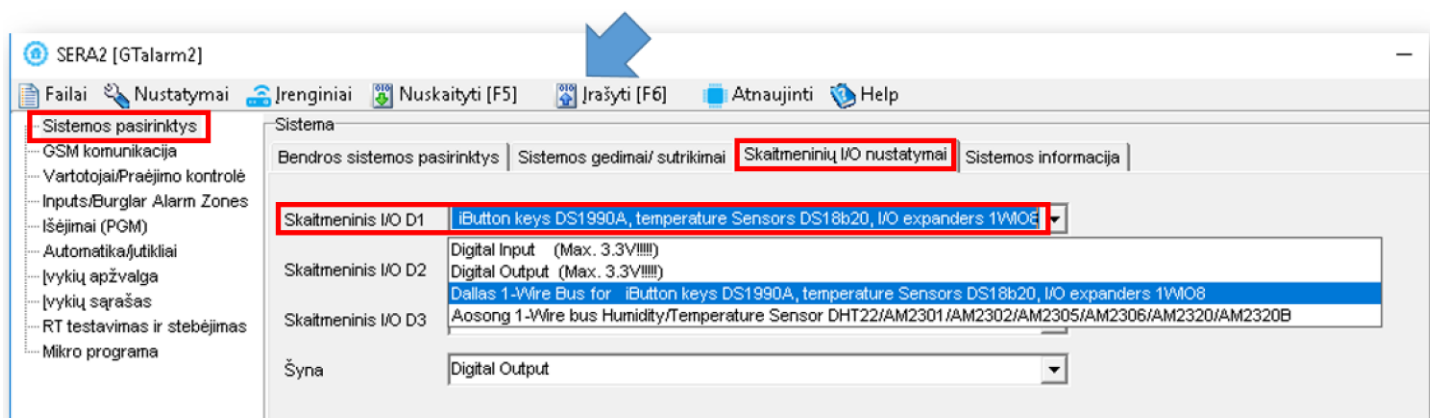 SERA2 [GTalarm2]
Failai Nustatymai Įrenginiai Nuskaityti [F5] Įrašyti [F6] Atnaujinti Help
Sistemos pasirinktys
GSM komunikacija
Vartotojai/Praėjimo kontrolė
Inputs/Burglar Alarm Zones
Išėjimai (PGM)
Automatika/jutikliai
Įvykių apžvalga
Įvykių sąrašas
RT testavimas ir stebėjimas
Mikro programa
Sistema
Bendros sistemos pasirinktys Sistemos gedimai/ sutrikimai Skaitmeninių I/O nustatymai Sistemos informacija
Skaitmeninis I/O D1 iButton keys DS1990A, temperature Sensors DS18b20, I/O expanders 1WIO8
Digital Input (Max. 3.3V!!!!!)
Skaitmeninis I/O D2 Digital Output (Max. 3.3V!!!!!)
Dallas 1-Wire Bus for iButton keys DS1990A, temperature Sensors DS18b20, I/O expanders 1WIO8
Skaitmeninis I/O D3 Aosong 1-Wire bus Humidity/Temperature Sensor DHT22/AM2301/AM2302/AM2305/AM2306/AM2320/AM2320B
Šyna Digital Output